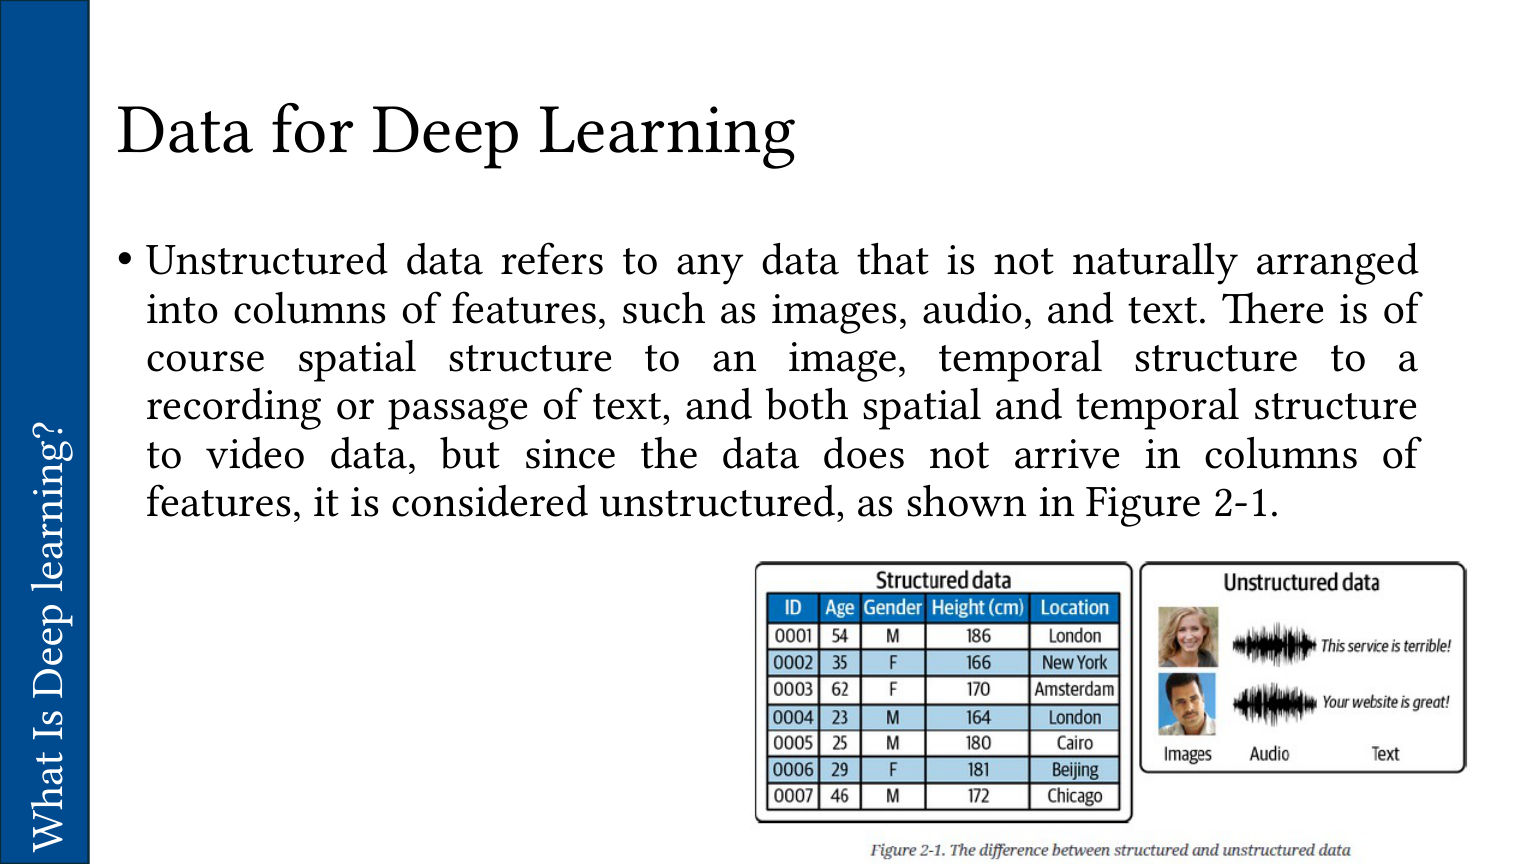 What Is Deep learning?
Data for Deep Learning
• Unstructured data refers to any data that is not naturally arranged
into columns of features, such as images, audio, and text. There is of
course spatial structure to an image, temporal structure to a
recording or passage of text, and both spatial and temporal structure
to video data, but since the data does not arrive in columns of
features, it is considered unstructured, as shown in Figure 2-1.
Structured data
ID Age Gender Height (cm) Location
0001 54 M 186 London
0002 35 F 166 New York
0003 62 F 170 Amsterdam
0004 23 M 164 London
0005 25 M 180 Cairo
0006 29 F 181 Beijing
0007 46 M 172 Chicago
Unstructured data
This service is terrible!
Your website is great!
Images Audio Text
Figure 2-1. The difference between structured and unstructured data